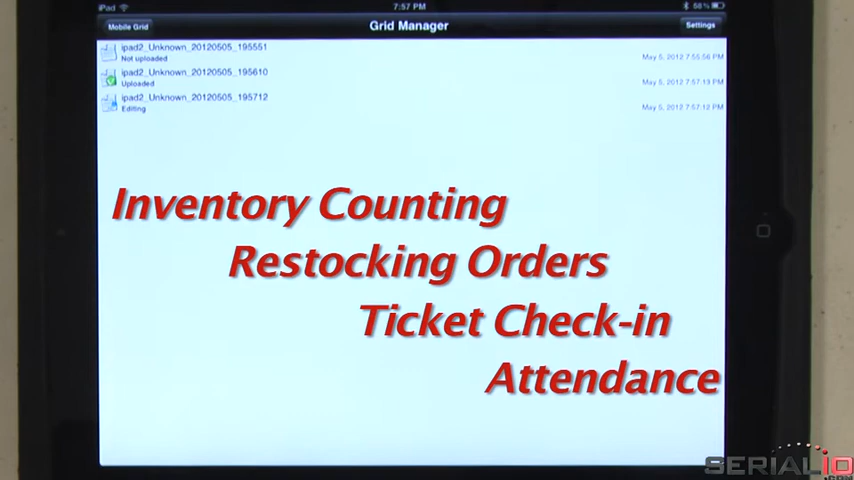 iPad
7:57 PM
58%
Mobile Grid
Grid Manager
Settings
ipad2_Unknown_20120505_195551
Not uploaded
May 5, 2012 7:55:56 PM
ipad2_Unknown_20120505_195610
Uploaded
May 5, 2012 7:57:13 PM
ipad2_Unknown_20120505_195712
Editing
May 5, 2012 7:57:12 PM
Inventory Counting
Restocking Orders
Ticket Check-in
Attendance
SERIALIO
.COM